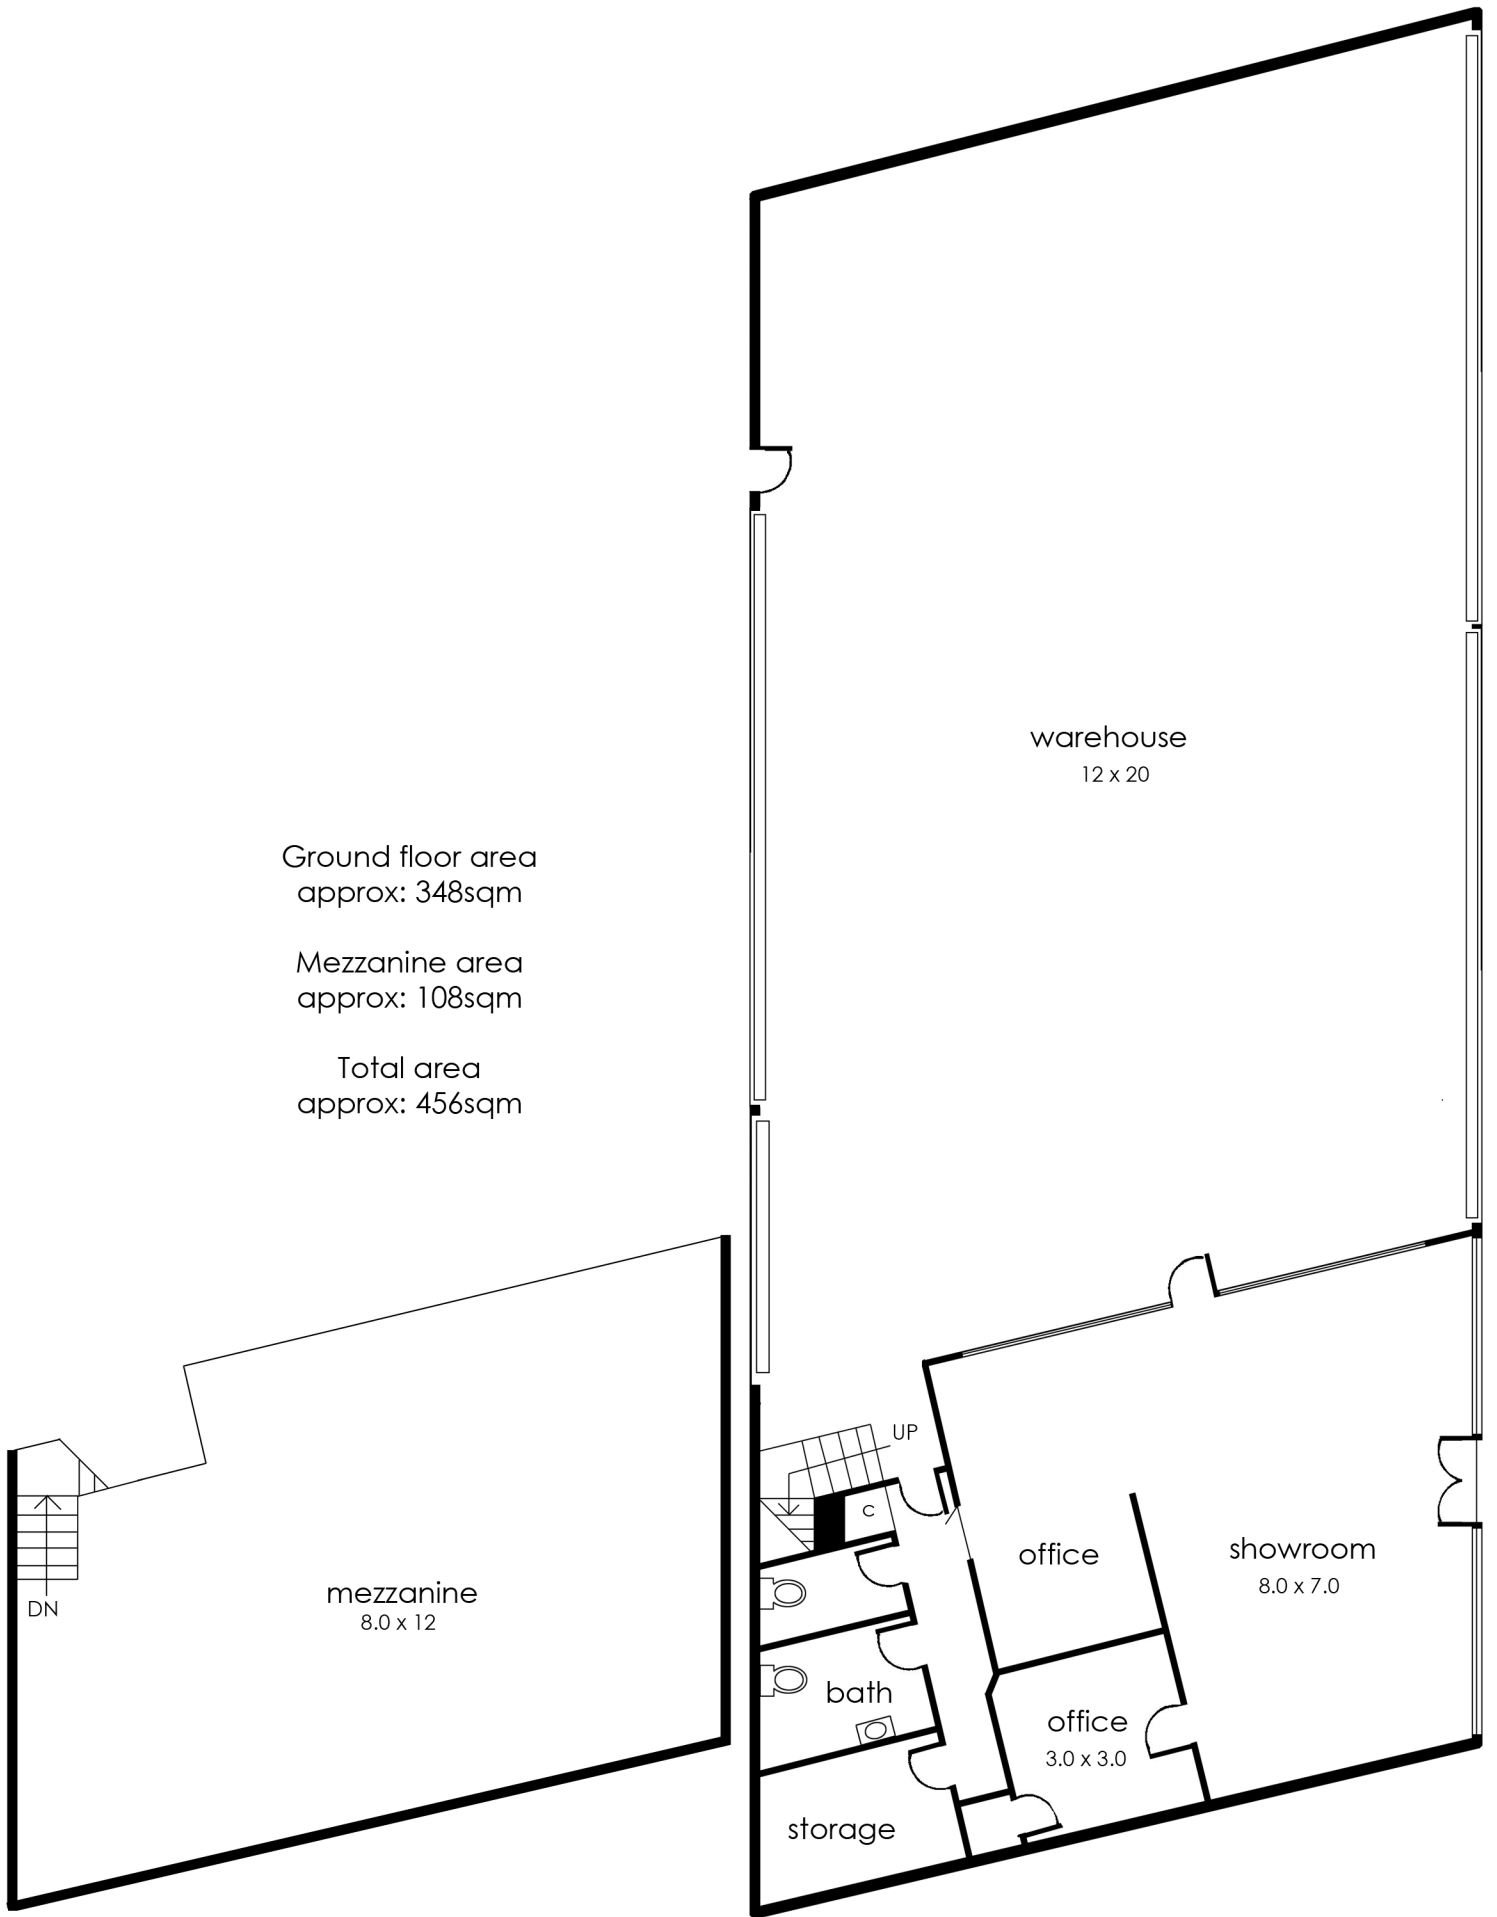 warehouse
12 x 20
Ground floor area
approx: 348sqm
Mezzanine area
approx: 108sqm
Total area
approx: 456sqm
UP
c
office
showroom
8.0 x 7.0
mezzanine
8.0 x 12
DN
bath
office
3.0 x 3.0
storage